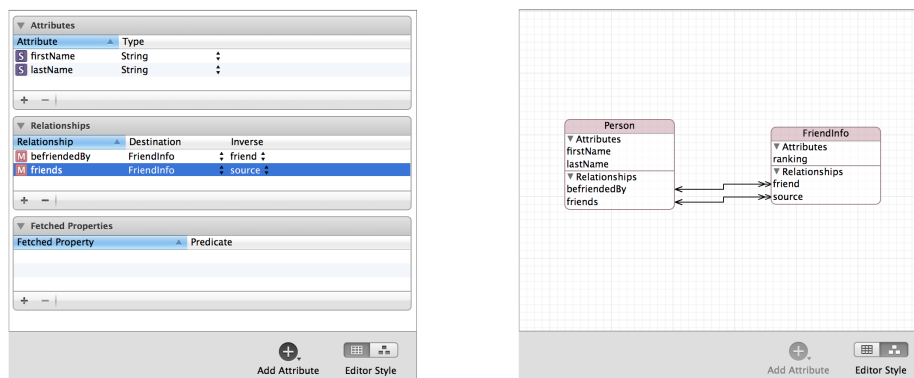 Attributes
Attribute Type
S firstName String
S lastName String
Relationships
Relationship Destination Inverse
M befriendedBy FriendInfo friend
M friends FriendInfo source
Fetched Properties
Fetched Property Predicate
Add Attribute Editor Style
Person
Attributes
firstName
lastName
Relationships
befriendedBy
friends
FriendInfo
Attributes
ranking
Relationships
friend
source
Add Attribute Editor Style